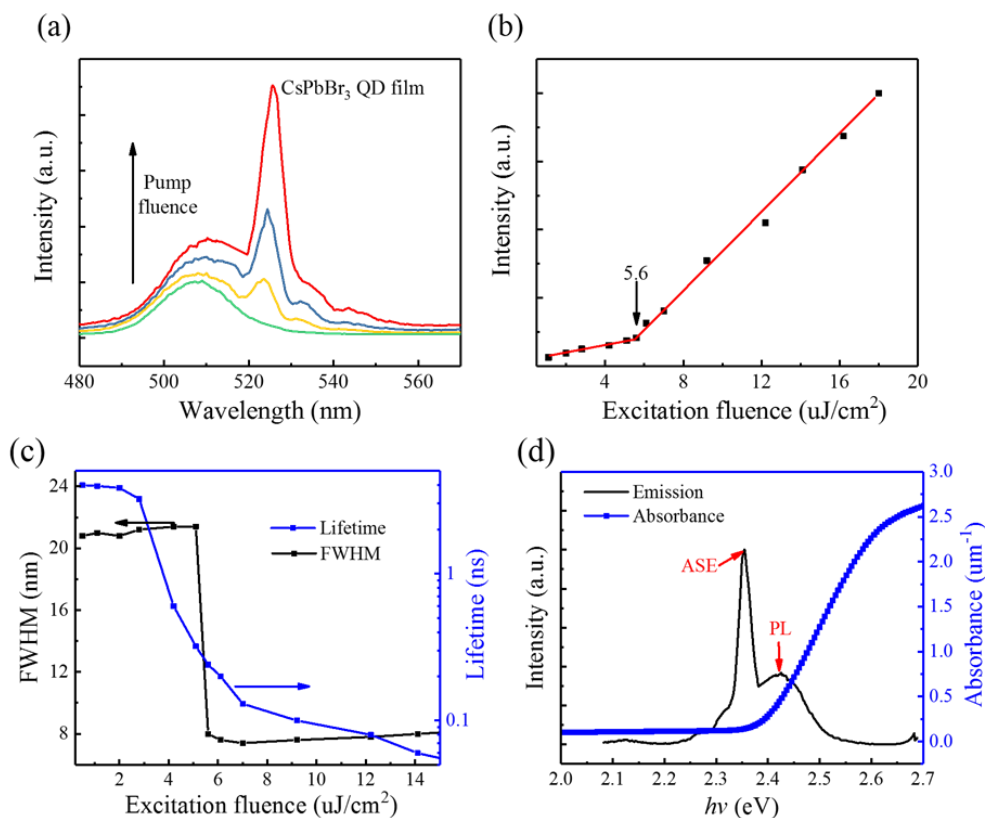 (a)
CsPbBr₃ QD film
Pump
fluence
Intensity (a.u.)
480 500 520 540 560
Wavelength (nm)
(b)
5.6
Intensity (a.u.)
4 8 12 16 20
Excitation fluence (uJ/cm²)
(c)
24
20
16
12
8
FWHM (nm)
Lifetime
FWHM
1
0.1
Lifetime (ns)
0 2 4 6 8 10 12 14
Excitation fluence (uJ/cm²)
(d)
Emission
Absorbance
ASE
PL
Intensity (a.u.)
3.0
2.5
2.0
1.5
1.0
0.5
0.0
Absorbance (um⁻¹)
2.0 2.1 2.2 2.3 2.4 2.5 2.6 2.7
hv (eV)